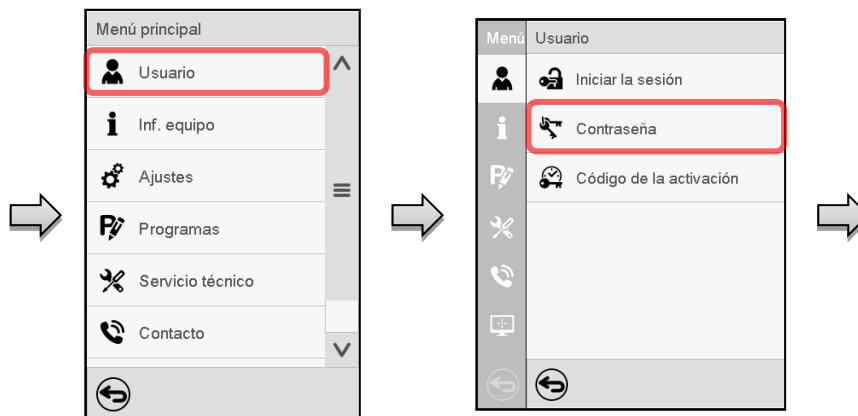 Menú principal
Usuario
Inf. equipo
Ajustes
Programas
Servicio técnico
Contacto
Menú
Usuario
Iniciar la sesión
Contraseña
Código de la activación